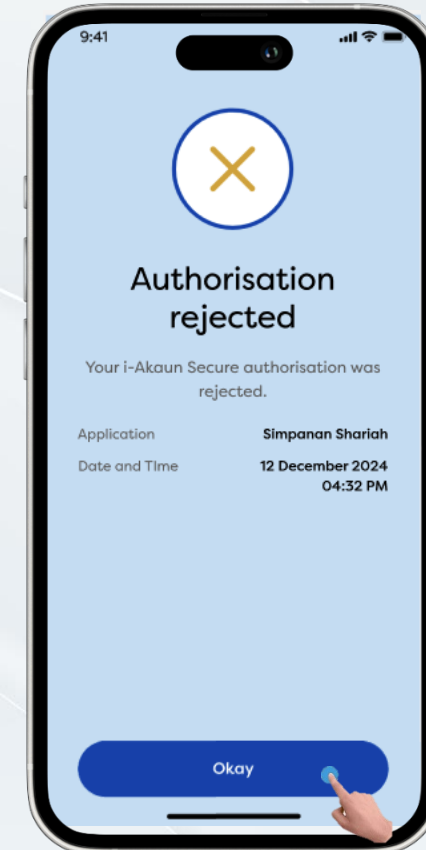 9:41
Authorisation
rejected
Your i-Akaun Secure authorisation was
rejected.
Application Simpanan Shariah
Date and TIme 12 December 2024
04:32 PM
Okay